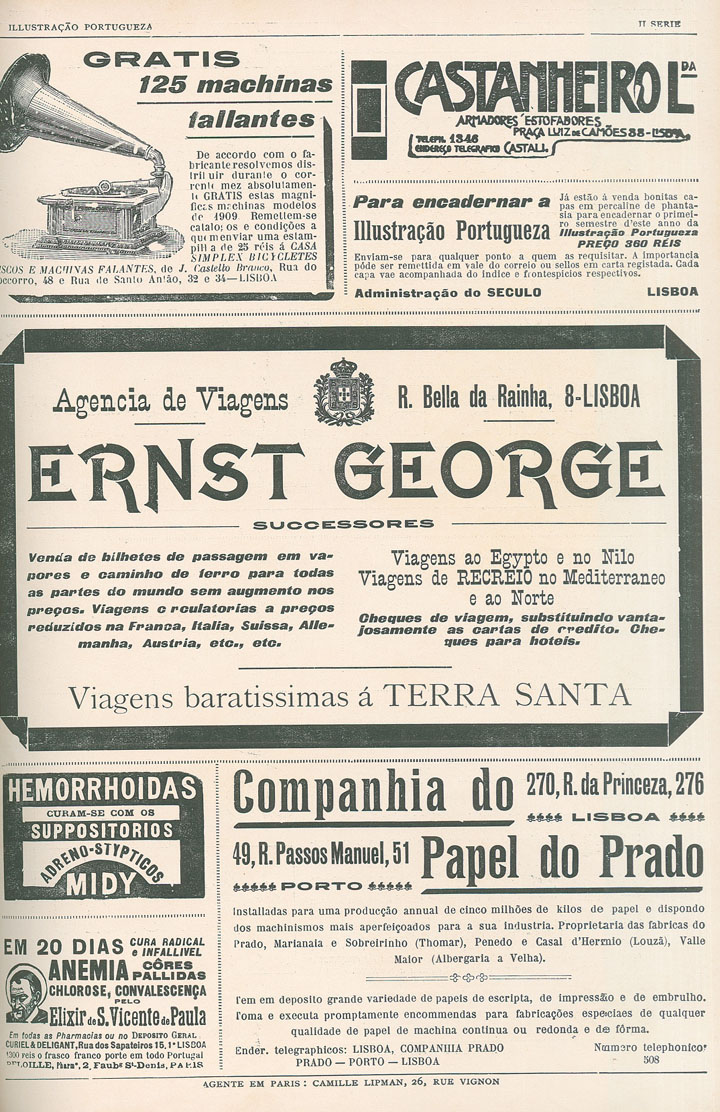 ILLUSTRAÇÃO PORTUGUEZA
II SERIE
GRATIS
125 machinas
fallantes
De accordo com o fa-
bricante resolvemos dis-
tribuir durante o cor-
rente mez absolutamen-
te GRATIS estas magni-
ficas machinas modelos
de 1909 Remettem-se
catalogos e condições a
quem enviar uma estam-
pilha de 25 réis á CASA
SIMPLEX BICYCLETES
ISCOS E MACHINAS FALANTES, de J. Castello Branco, Rua do
occorro, 48 e Rua de Santo Antão, 32 e 34—LISBOA
CASTANHEIRO L.DA
ARMADORES ESTOFADORES
PRAÇA LUIZ DE CAMÕES 38-LISBOA
TELEPH. 1346
ENDEREÇO TELEGRAFICO CASTALI.
Para encadernar a
Illustração Portugueza
Já estão á venda bonitas ca-
pas em percaline de phanta-
sia para encadernar o primei-
ro semestre d'este anno da
Illustração Portugueza
PREÇO 360 RÉIS
Enviam-se para qualquer ponto a quem as requisitar. A importancia
póde ser remettida em vale do correio ou sellos em carta registada. Cada
capa vae acompanhada do indice e frontespicios respectivos.
Administração do SECULO LISBOA
Agencia de Viagens
R. Bella da Rainha, 8-LISBOA
ERNST GEORGE
SUCCESSORES
Venda de bilhetes de passagem em va-
pores e caminho de ferro para todas
as partes do mundo sem augmento nos
preços. Viagens c rculatorias a preços
reduzidos na França, Italia, Suissa, Alle-
manha, Austria, etc., etc.
Viagens ao Egypto e no Nilo
Viagens de RECREIO no Mediterraneo
e ao Norte
Cheques de viagem, substituindo vanta-
josamente as cartas de credito. Che-
ques para hoteis.
Viagens baratissimas á TERRA SANTA
HEMORRHOIDAS
CURAM-SE COM OS
SUPPOSITORIOS
ADRENO-STYPTICOS
MIDY
EM 20 DIAS CURA RADICAL
e INFALLIVEL
ANEMIA CÔRES
PALLIDAS
CHLOROSE, CONVALESCENÇA
PELO
Elixir de S. Vicente de Paula
Em todas as Pharmacias ou no DEPOSITO GERAL
CURIEL & DELIGANT, Rua dos Sapateiros 15, 1º LISBOA
1300 reis o frasco franco porte em todo Portugal
Pharmª, 2, Faubg St-Denis, PARIS
Companhia do
270, R. da Princeza, 276
LISBOA
49, R. Passos Manuel, 51
PORTO
Papel do Prado
Installadas para uma producção annual de cinco milhões de kilos de papel e dispondo
dos machinismos mais aperfeiçoados para a sua industria. Proprietaria das fabricas do
Prado, Marianaia e Sobreirinho (Thomar), Penedo e Casal d'Hermio (Louzã), Valle
Maior (Albergaria a Velha).
Tem em deposito grande variedade de papeis de escripta, de impressão e de embrulho.
Toma e executa promptamente encommendas para fabricações especiaes de qualquer
qualidade de papel de machina continua ou redonda e de fôrma.
Ender. telegraphicos: LISBOA, COMPANHIA PRADO
PRADO — PORTO — LISBOA
Numero telephonico
508
AGENTE EM PARIS: CAMILLE LIPMAN, 26, RUE VIGNON